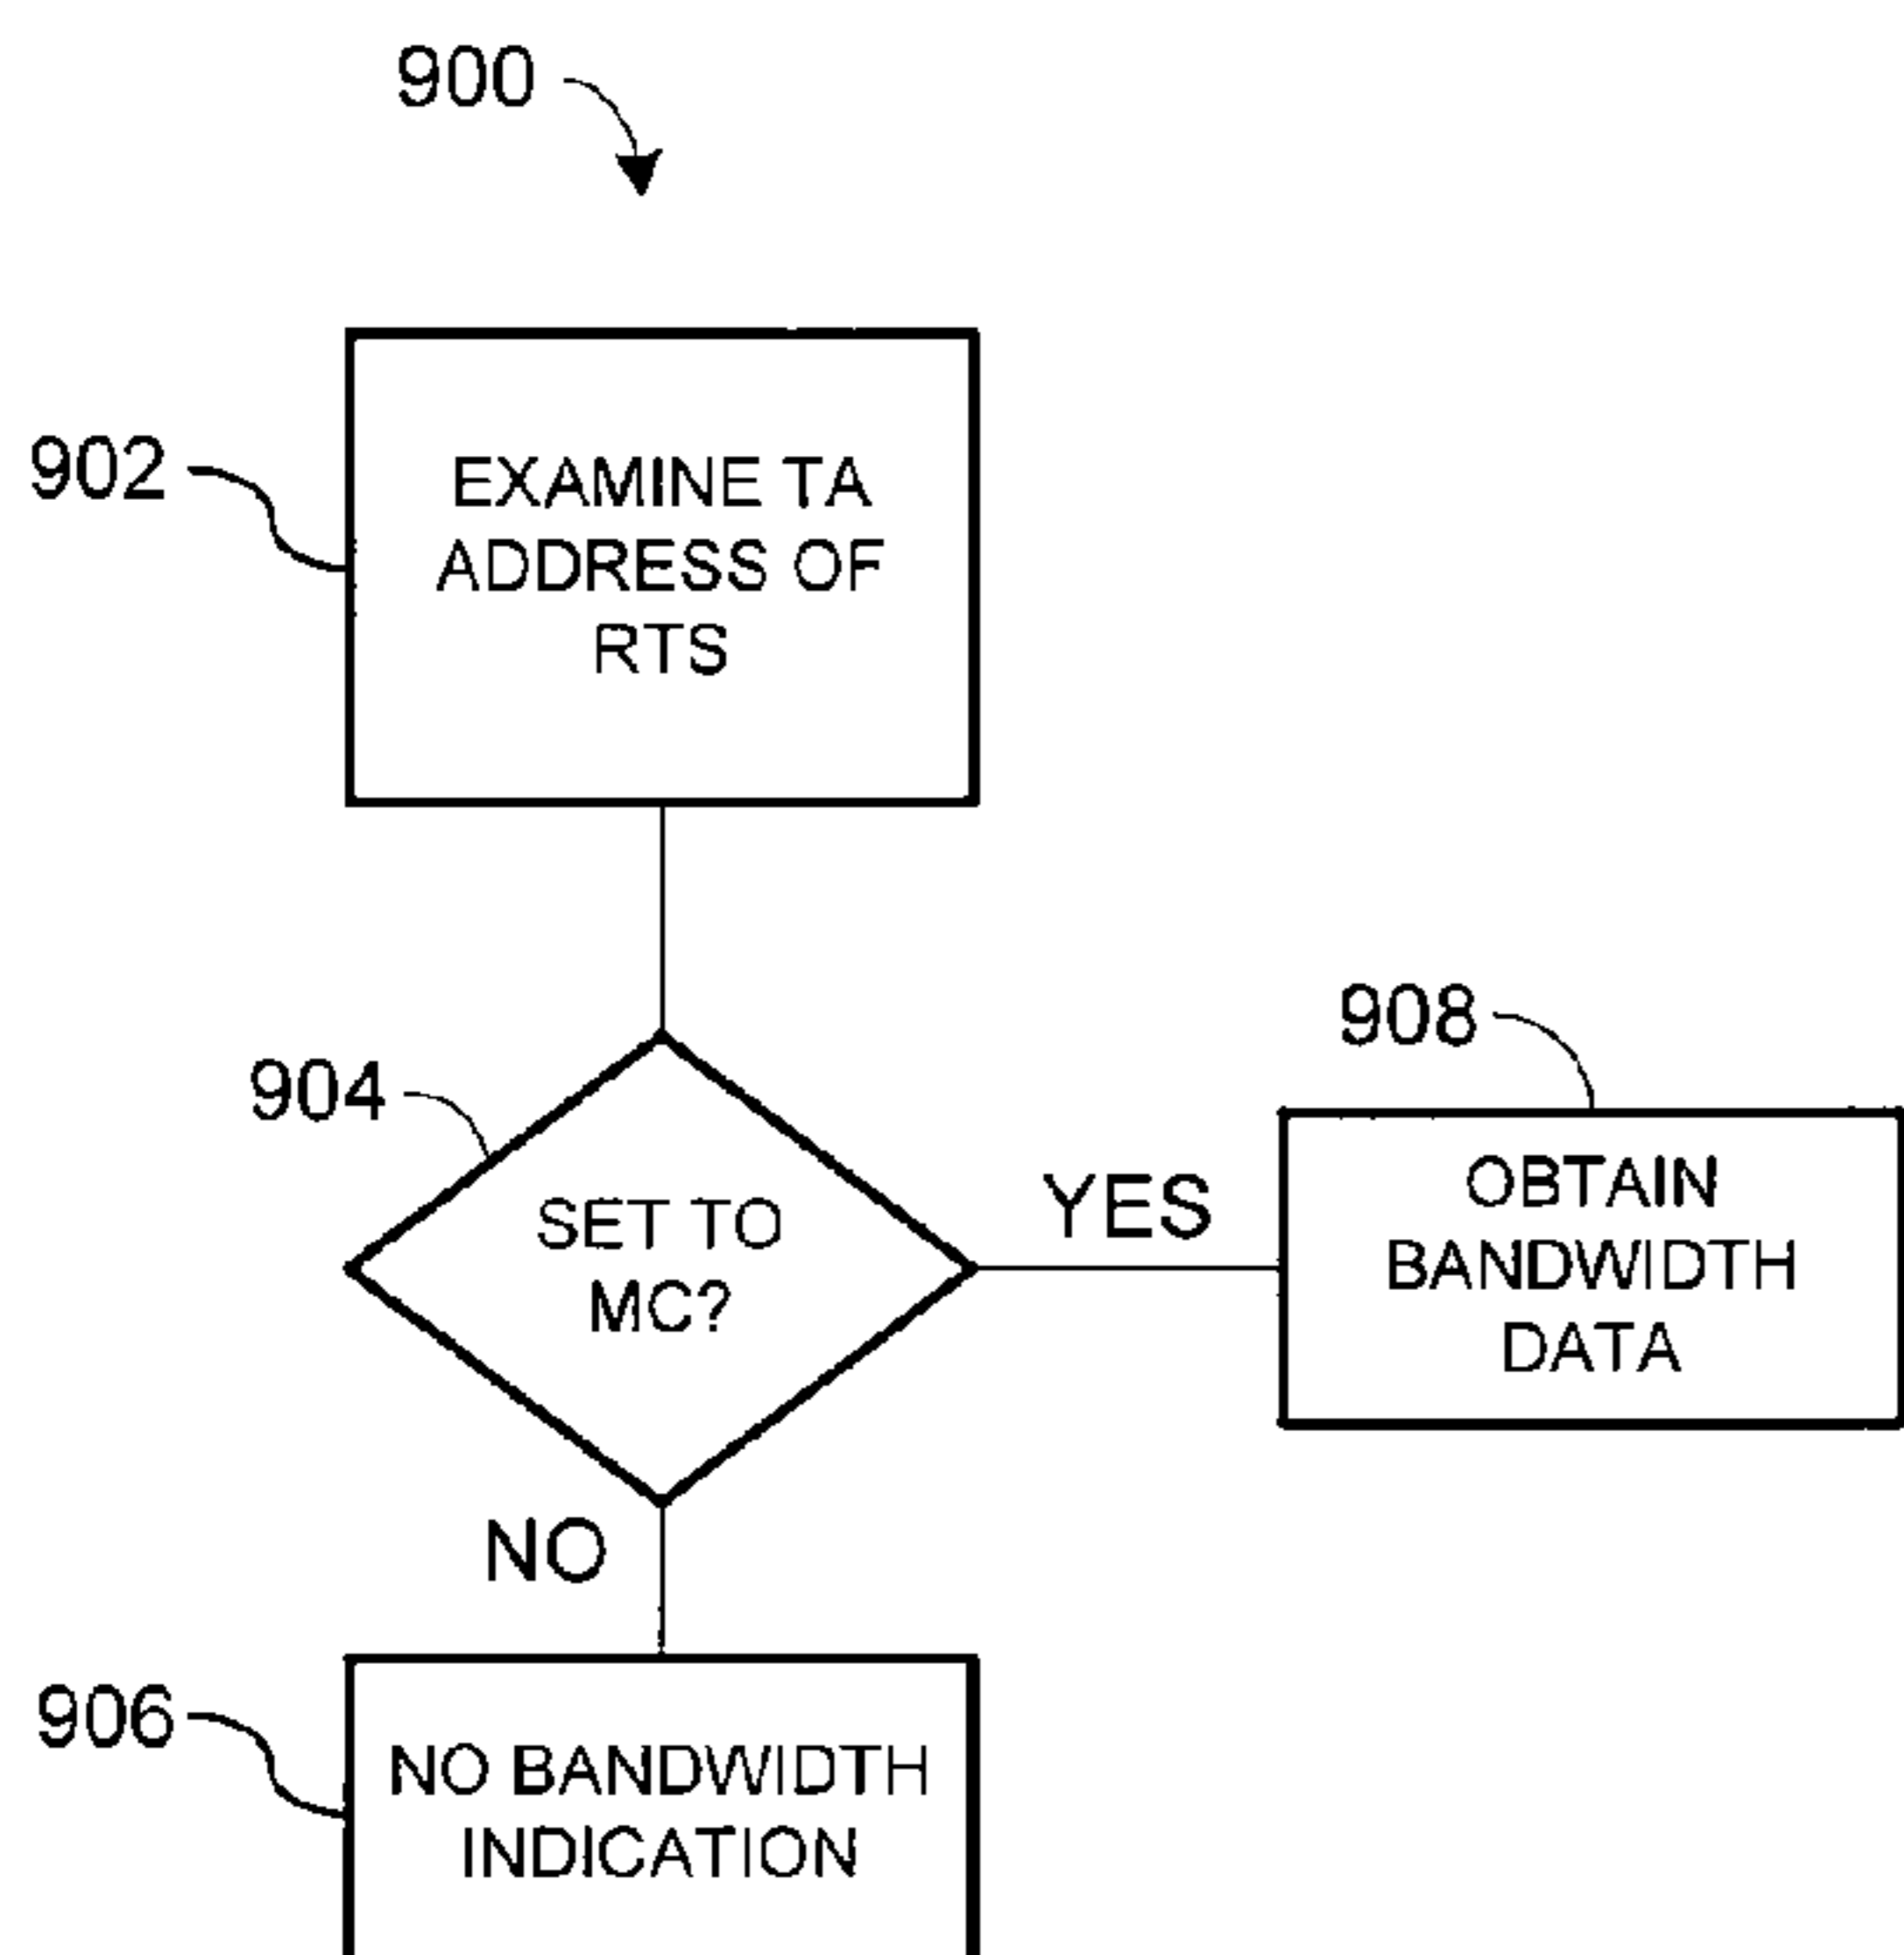 900
902
EXAMINE TA
ADDRESS OF
RTS
904
SET TO
MC?
YES
908
OBTAIN
BANDWIDTH
DATA
NO
906
NO BANDWIDTH
INDICATION